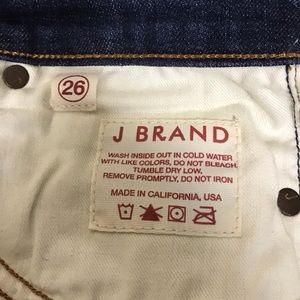 26
J BRAND
WASH INSIDE OUT IN COLD WATER
WITH LIKE COLORS, DO NOT BLEACH.
TUMBLE DRY LOW.
REMOVE PROMPTLY, DO NOT IRON
MADE IN CALIFORNIA, USA